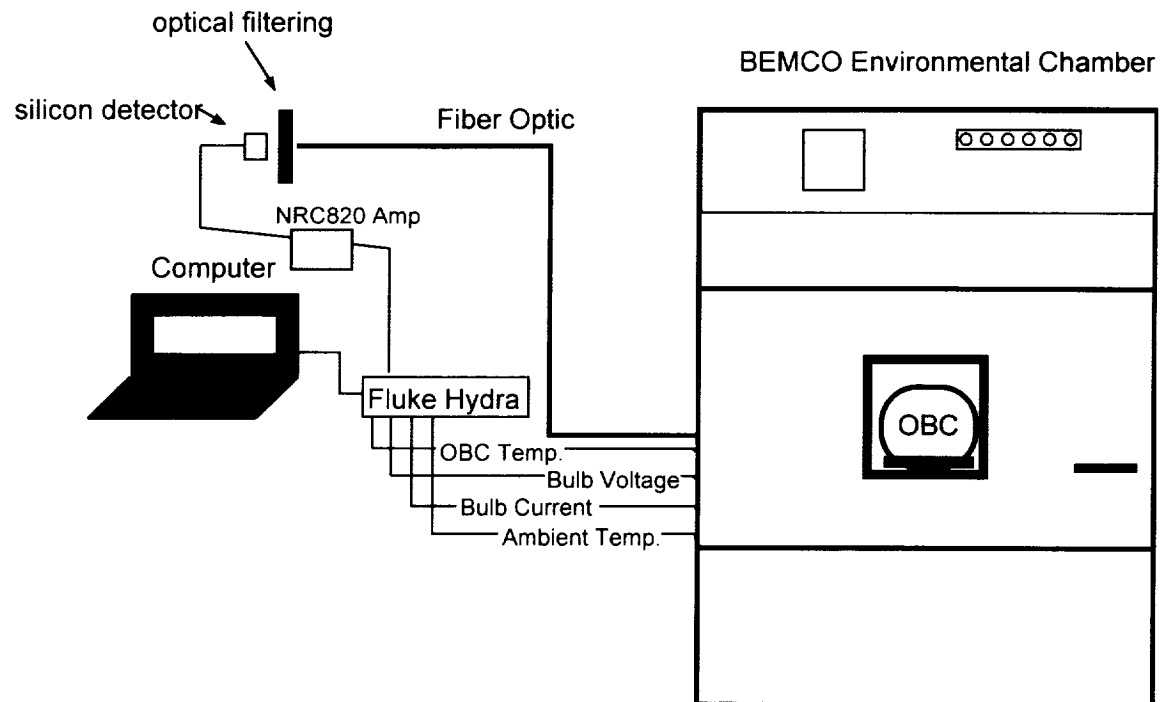 optical filtering
BEMCO Environmental Chamber
silicon detector
Fiber Optic
NRC820 Amp
Computer
Fluke Hydra
OBC
OBC Temp.
Bulb Voltage
Bulb Current
Ambient Temp.